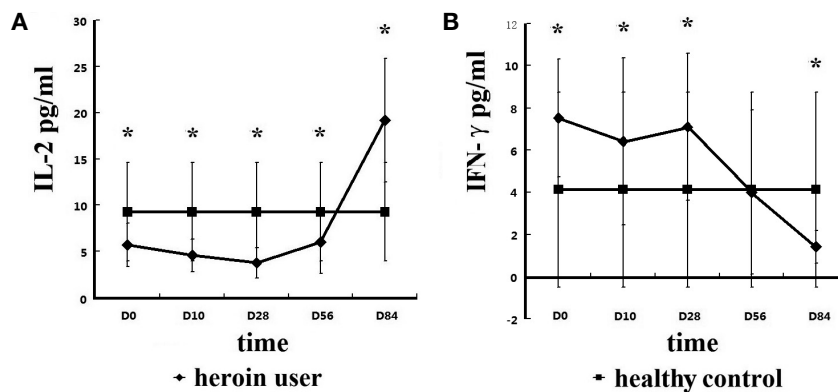 A
IL-2 pg/ml
30
25
20
15
10
5
0
* * * * *
D0 D10 D28 D56 D84
time
heroin user
B
IFN-γ pg/ml
12
10
8
6
4
2
0
-2
* * * *
D0 D10 D28 D56 D84
time
healthy control